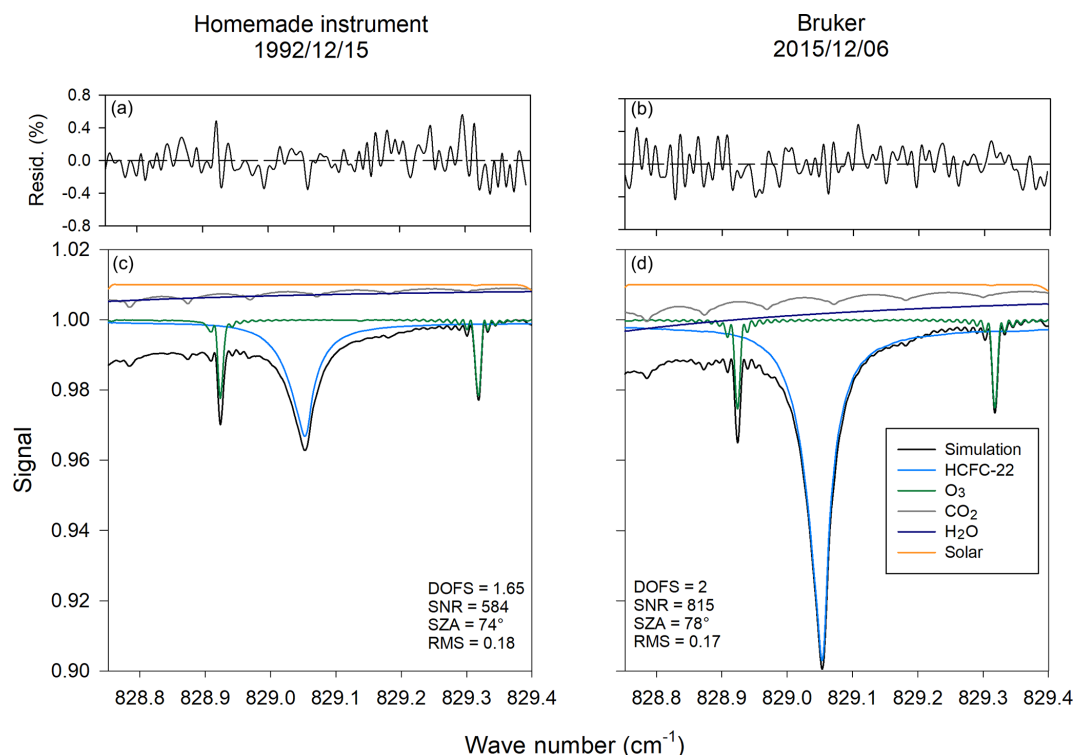 Homemade instrument
1992/12/15
Bruker
2015/12/06
0.8
0.4
0.0
-0.4
-0.8
Resid. (%)
(a)
(b)
1.02
1.00
0.98
0.96
0.94
0.92
0.90
Signal
(c)
DOFS = 1.65
SNR = 584
SZA = 74°
RMS = 0.18
(d)
Simulation
HCFC-22
O₃
CO₂
H₂O
Solar
DOFS = 2
SNR = 815
SZA = 78°
RMS = 0.17
828.8 828.9 829.0 829.1 829.2 829.3 829.4
828.8 828.9 829.0 829.1 829.2 829.3 829.4
Wave number (cm⁻¹)